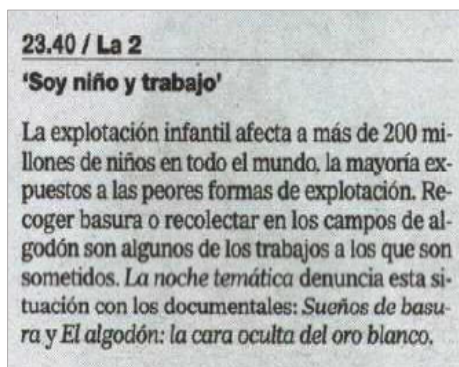 23.40 / La 2
'Soy niño y trabajo'
La explotación infantil afecta a más de 200 mi-
llones de niños en todo el mundo, la mayoría ex-
puestos a las peores formas de explotación. Re-
coger basura o recolectar en los campos de al-
godón son algunos de los trabajos a los que son
sometidos. La noche temática denuncia esta si-
tuación con los documentales: Sueños de basu-
ra y El algodón: la cara oculta del oro blanco.